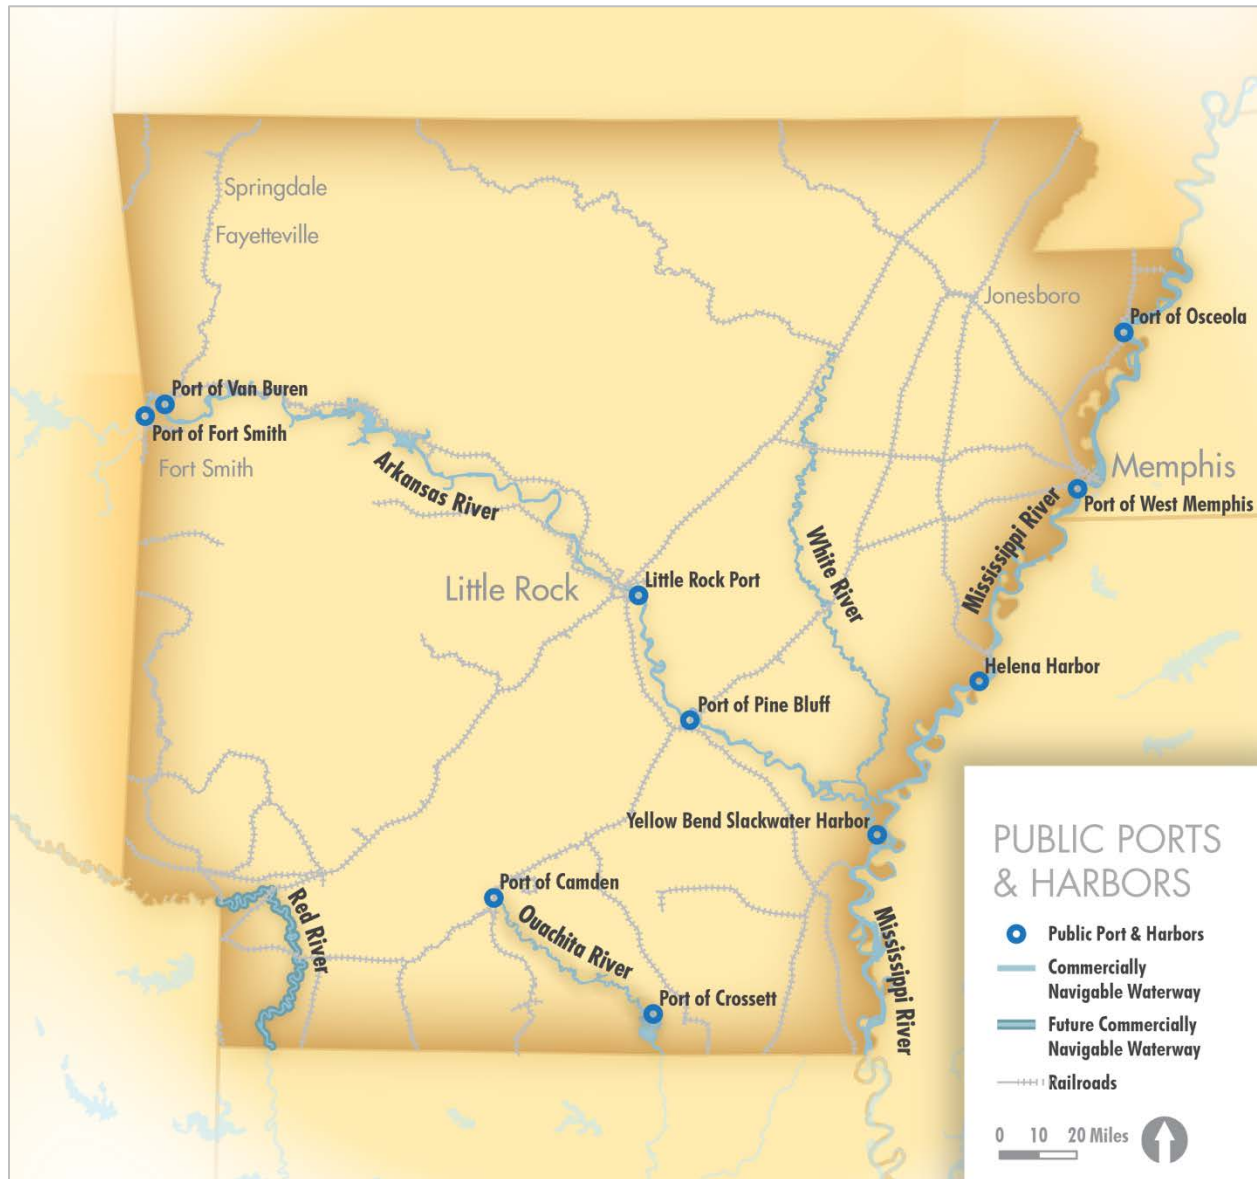 Springdale
Fayetteville
Jonesboro
Port of Osceola
Port of Van Buren
Port of Fort Smith
Fort Smith
Arkansas River
Memphis
Port of West Memphis
Mississippi River
White River
Little Rock
Little Rock Port
Helena Harbor
Port of Pine Bluff
Yellow Bend Slackwater Harbor
Port of Camden
Ouachita River
Red River
Mississippi River
Port of Crossett
PUBLIC PORTS
& HARBORS
Public Port & Harbors
Commercially
Navigable Waterway
Future Commercially
Navigable Waterway
Railroads
0 10 20 Miles